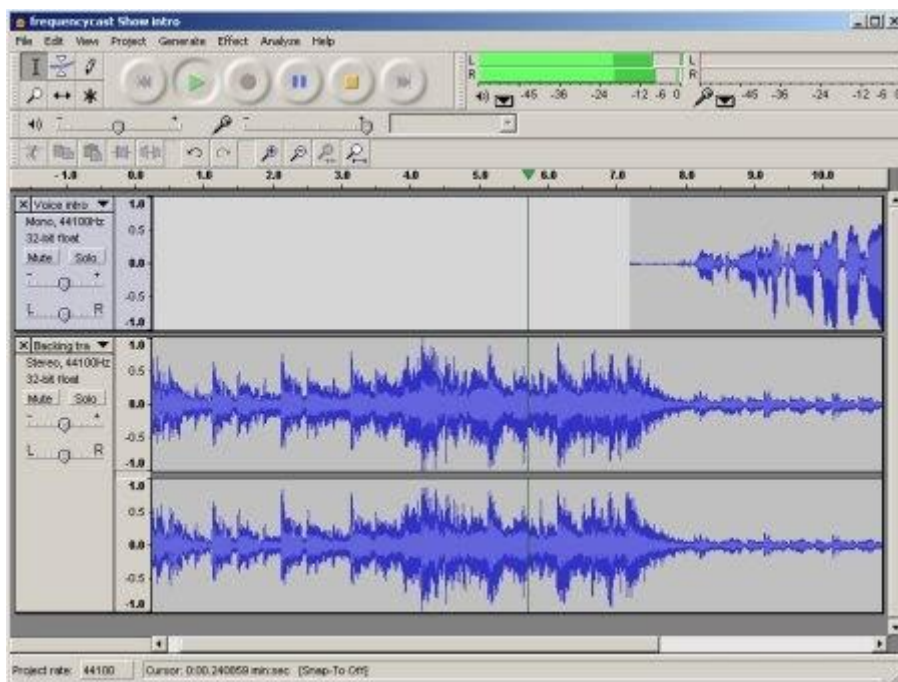 frequencycast Show intro
File Edit View Project Generate Effect Analyze Help
L
R
-48 -36 -24 -12 -6 0
L
R
-48 -36 -24 -12 -6 0
- +
- +
-1.0 0.0 1.0 2.0 3.0 4.0 5.0 6.0 7.0 8.0 9.0 10.0
X Voice intro
Mono, 44100Hz
32-bit float
Mute Solo
- +
L R
1.0
0.5
0.0
-0.5
-1.0
X Backing tra
Stereo, 44100Hz
32-bit float
Mute Solo
- +
L R
1.0
0.5
0.0
-0.5
-1.0
1.0
0.5
0.0
-0.5
-1.0
Project rate: 44100 Cursor: 0:00.240059 min:sec [Snap-To Off]